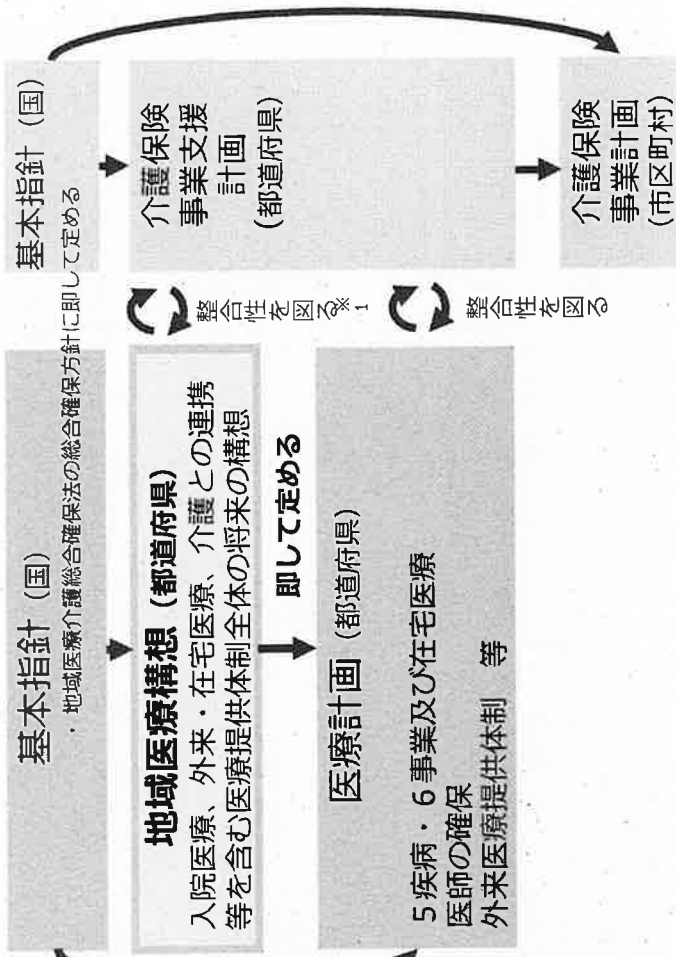 基本指針（国）
・地域医療介護総合確保法の総合確保方針に即して定める
地域医療構想（都道府県）
入院医療、外来・在宅医療、介護との連携
等を含む医療提供体制全体の将来の構想
即して定める
医療計画（都道府県）
5疾病・6事業及び在宅医療
医師の確保
外来医療提供体制　等
整合性を図る※1
整合性を図る
基本指針（国）
介護保険
事業支援
計画
（都道府県）
介護保険
事業計画
（市区町村）